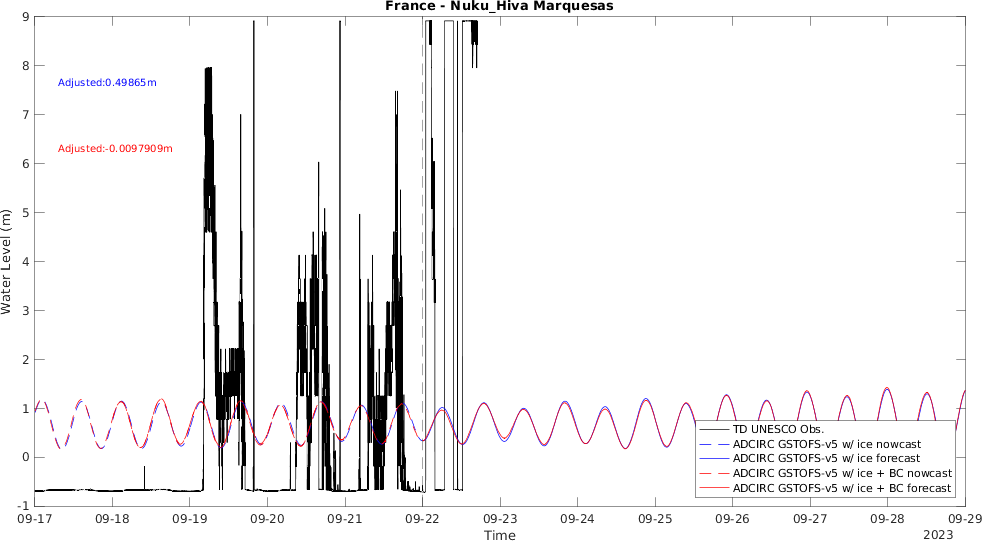 France - Nuku_Hiva Marquesas
9
8
7
6
5
4
3
2
1
0
-1
Water Level (m)
Adjusted:0.49865m
Adjusted:-0.0097909m
TD UNESCO Obs.
ADCIRC GSTOFS-v5 w/ ice nowcast
ADCIRC GSTOFS-v5 w/ ice forecast
ADCIRC GSTOFS-v5 w/ ice + BC nowcast
ADCIRC GSTOFS-v5 w/ ice + BC forecast
09-17 09-18 09-19 09-20 09-21 09-22 09-23 09-24 09-25 09-26 09-27 09-28 09-29
Time
2023